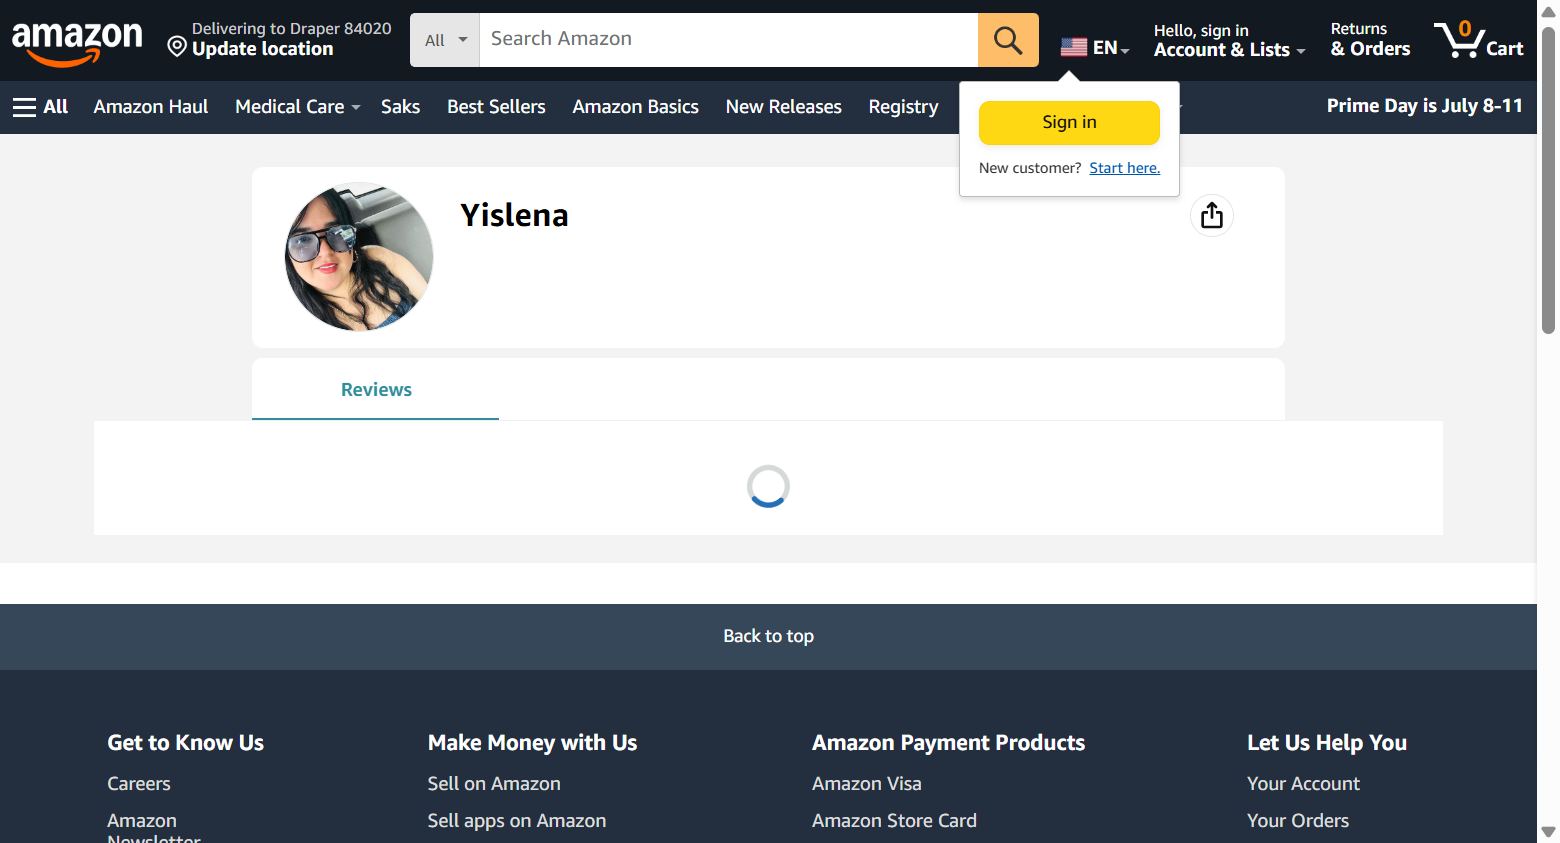 amazon
Delivering to Draper 84020
Update location
All
Search Amazon
EN
Hello, sign in
Account & Lists
Returns
& Orders
0
Cart
All
Amazon Haul
Medical Care
Saks
Best Sellers
Amazon Basics
New Releases
Registry
Prime Day is July 8-11
Sign in
New customer? Start here.
Yislena
Reviews
Back to top
Get to Know Us
Make Money with Us
Amazon Payment Products
Let Us Help You
Careers
Sell on Amazon
Amazon Visa
Your Account
Amazon
Newsletter
Sell apps on Amazon
Amazon Store Card
Your Orders